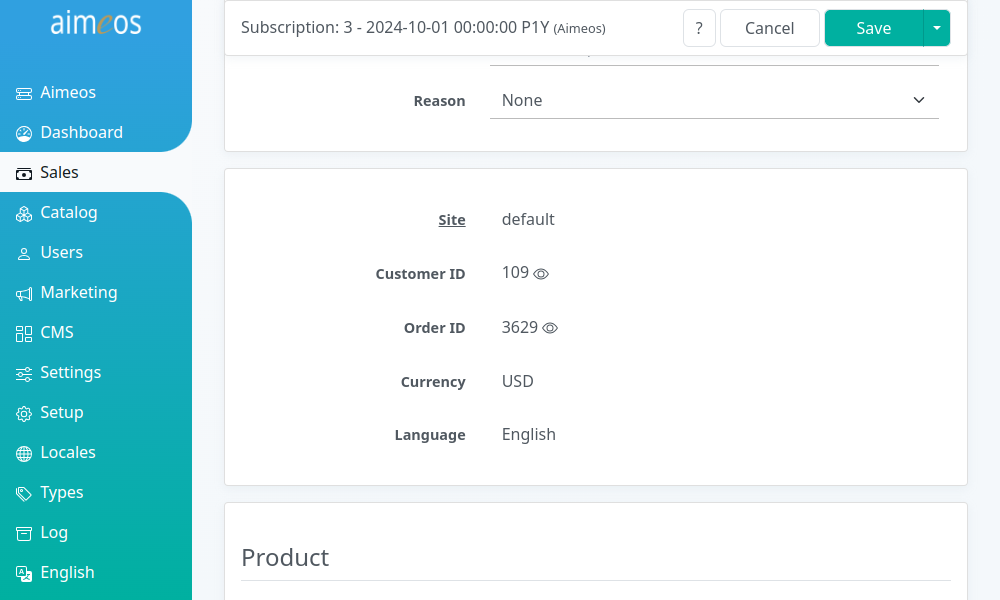 aimeos
Aimeos
Dashboard
Sales
Catalog
Users
Marketing
CMS
Settings
Setup
Locales
Types
Log
English
Subscription: 3 - 2024-10-01 00:00:00 P1Y (Aimeos)
?
Cancel
Save
Reason
None
Site
default
Customer ID
109
Order ID
3629
Currency
USD
Language
English
Product